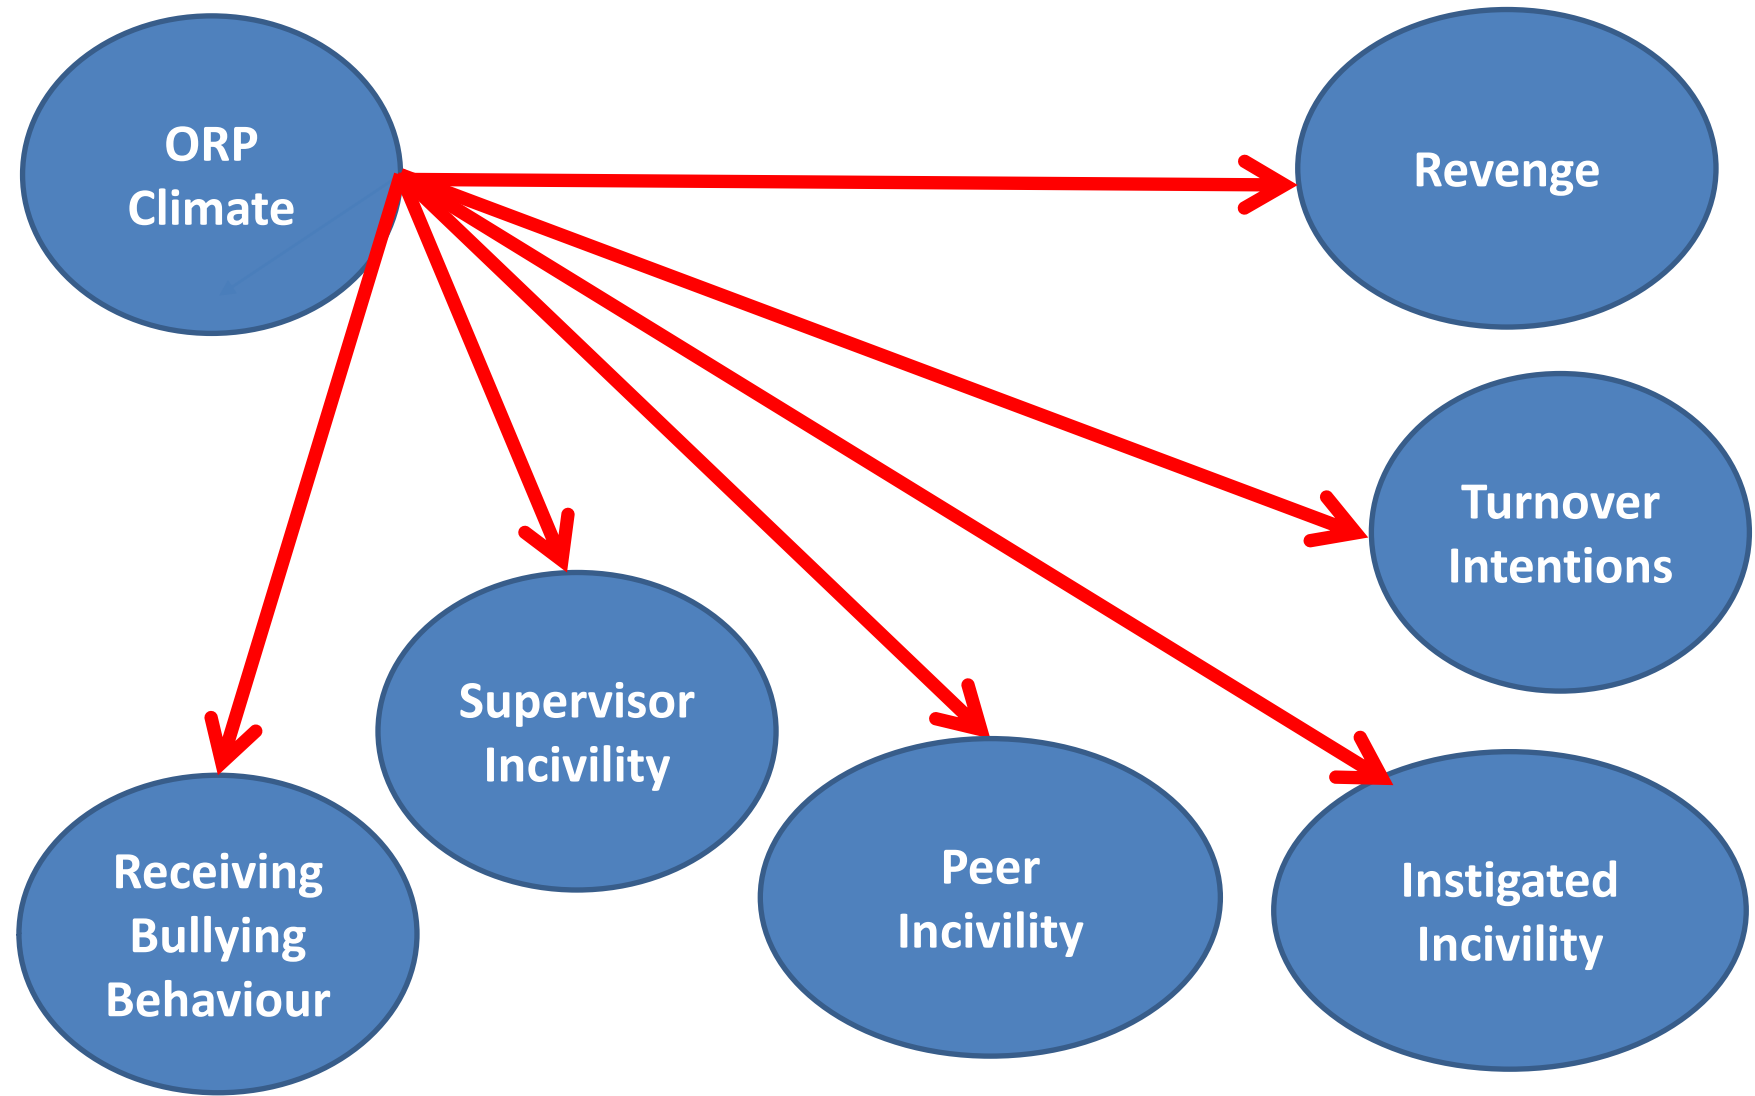 ORP
Climate
Revenge
Turnover
Intentions
Supervisor
Incivility
Peer
Incivility
Instigated
Incivility
Receiving
Bullying
Behaviour